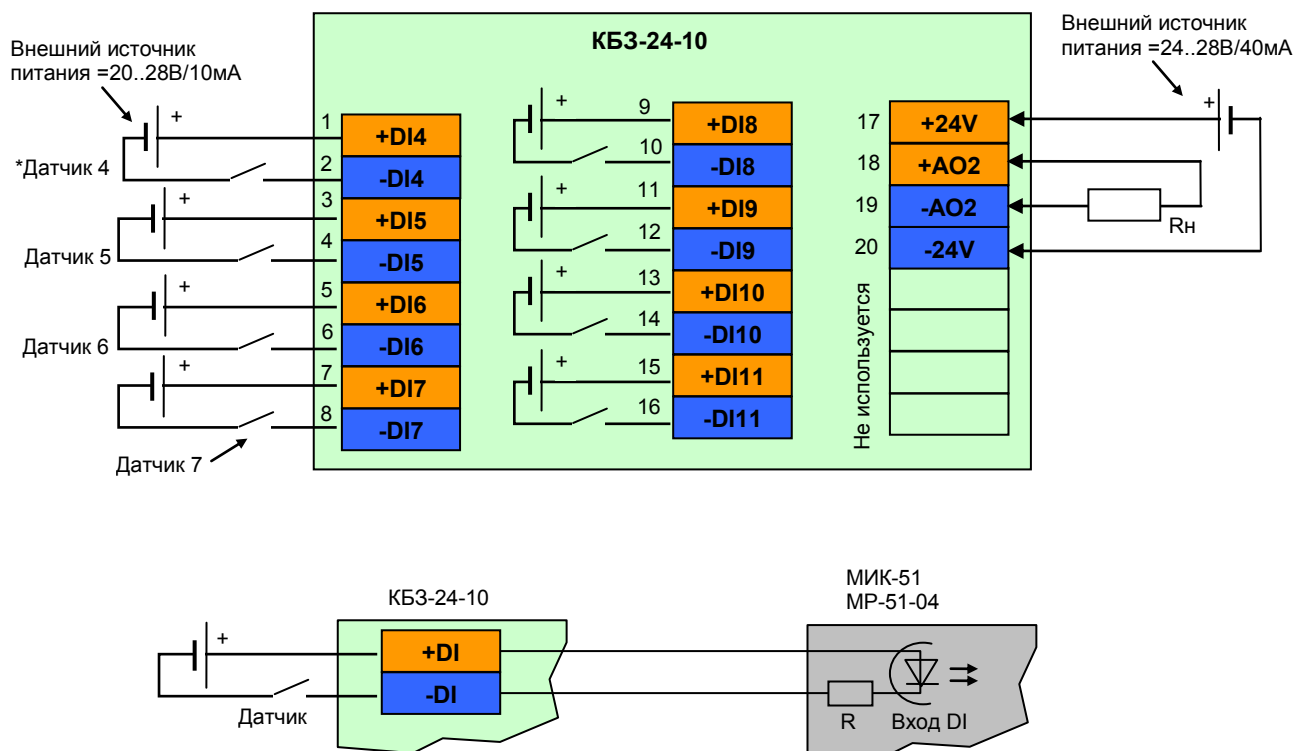 КБЗ-24-10
Внешний источник
питания =20..28В/10мА
Внешний источник
питания =24..28В/40мА
+
1
+DI4
*Датчик 4
2
-DI4
+
3
+DI5
Датчик 5
4
-DI5
+
5
+DI6
Датчик 6
6
-DI6
+
7
+DI7
8
-DI7
Датчик 7
+
9
+DI8
10
-DI8
+
11
+DI9
12
-DI9
+
13
+DI10
14
-DI10
+
15
+DI11
16
-DI11
17
+24V
+
18
+AO2
19
-AO2
Rн
20
-24V
Не используется
КБЗ-24-10
МИК-51
МР-51-04
+
+DI
-DI
Датчик
R
Вход DI